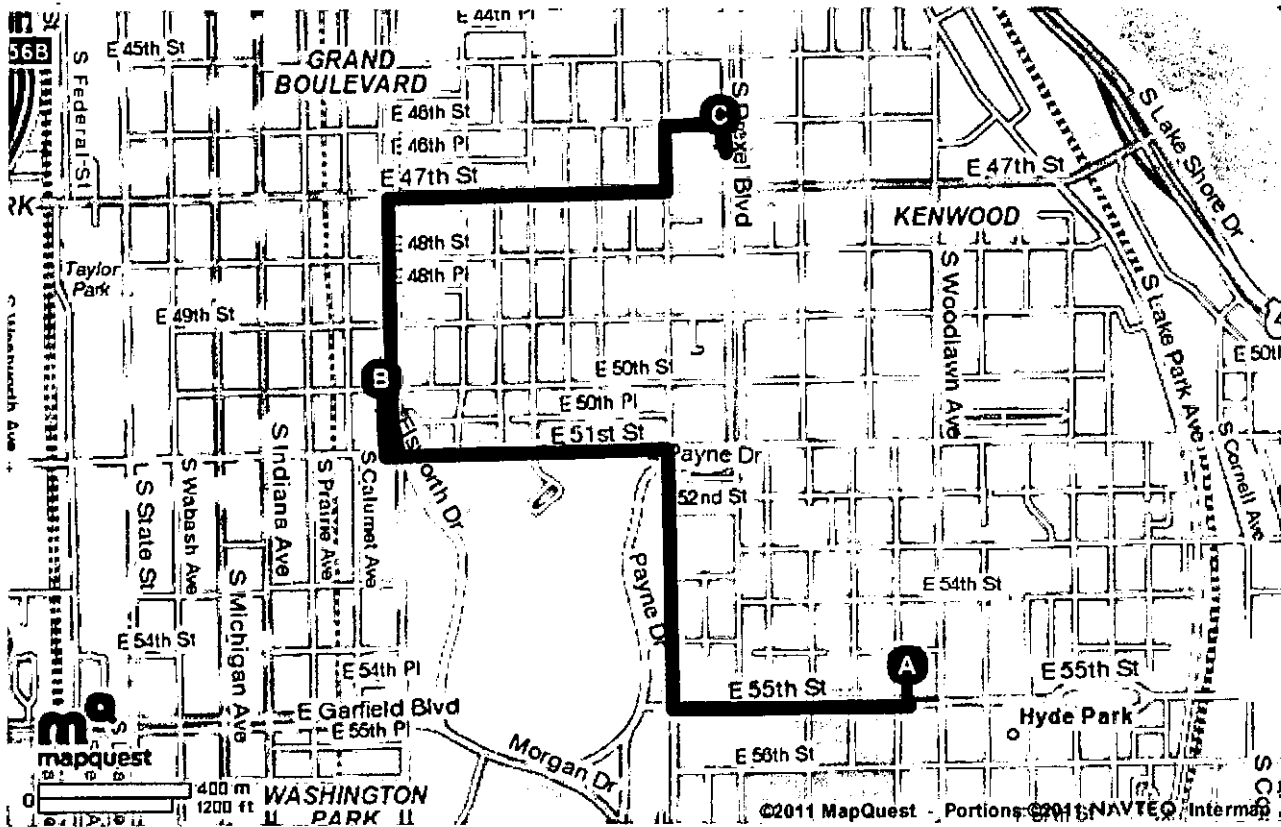 E 44th Pl
56B
E 45th St
S Federal St
GRAND
BOULEVARD
E 46th St
E 46th Pl
E 47th St
C
S Drexel Blvd
S Lake Shore Dr
E 47th St
KENWOOD
RK
Taylor
Park
E 48th St
E 48th Pl
E 49th St
S Woodlawn Ave
S Lake Park Ave
4
E 50th
B
E 50th St
E 50th Pl
E 51st St
Payne Dr
52nd St
S Cornell Ave
S State St
S Wabash Ave
S Michigan Ave
S Indiana Ave
S Prairie Ave
S Calumet Ave
Payne Dr
E 54th St
E 54th St
E 54th Pl
A
E 55th St
E 55th St
E Garfield Blvd
E 55th Pl
Hyde Park
Morgan Dr
E 56th St
mapquest
0
400 m
1200 ft
WASHINGTON
PARK
©2011 MapQuest - Portions ©2011 NAVTEQ, Intermap